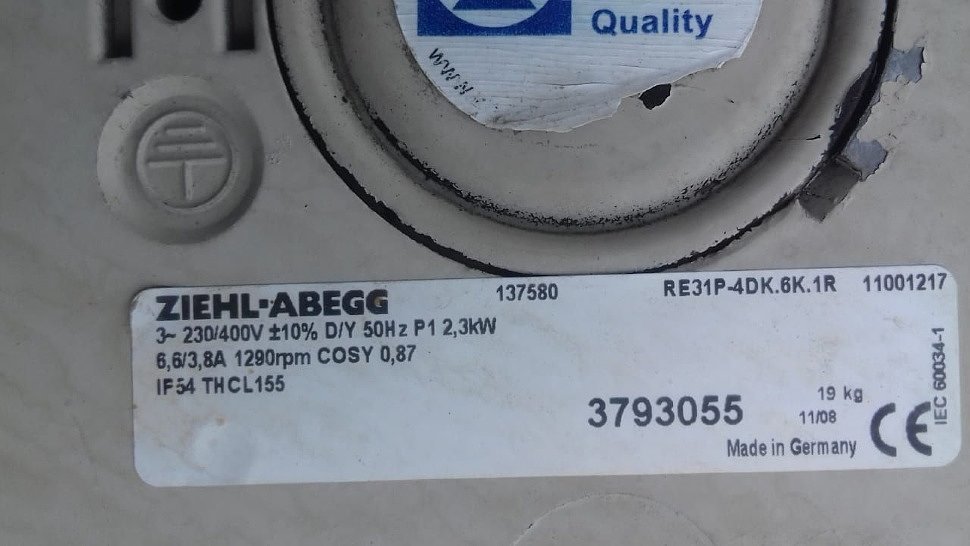 Quality
www.
ZIEHL-ABEGG 137580 RE31P-4DK.6K.1R 11001217
3~ 230/400V ±10% D/Y 50Hz P1 2,3kW
6,6/3,8A 1290rpm COSY 0,87
IP54 THCL155
3793055
19 kg
11/08
Made in Germany
CE
IEC 60034-1